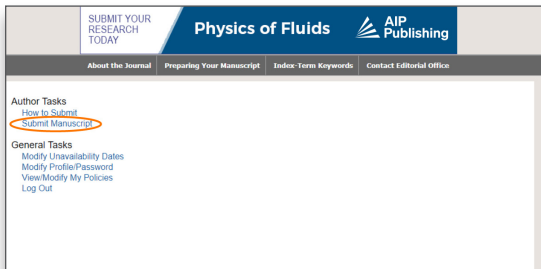 SUBMIT YOUR
RESEARCH
TODAY
Physics of Fluids
AIP
Publishing
About the Journal Preparing Your Manuscript Index-Term Keywords Contact Editorial Office
Author Tasks
How to Submit
Submit Manuscript
General Tasks
Modify Unavailability Dates
Modify Profile/Password
View/Modify My Policies
Log Out